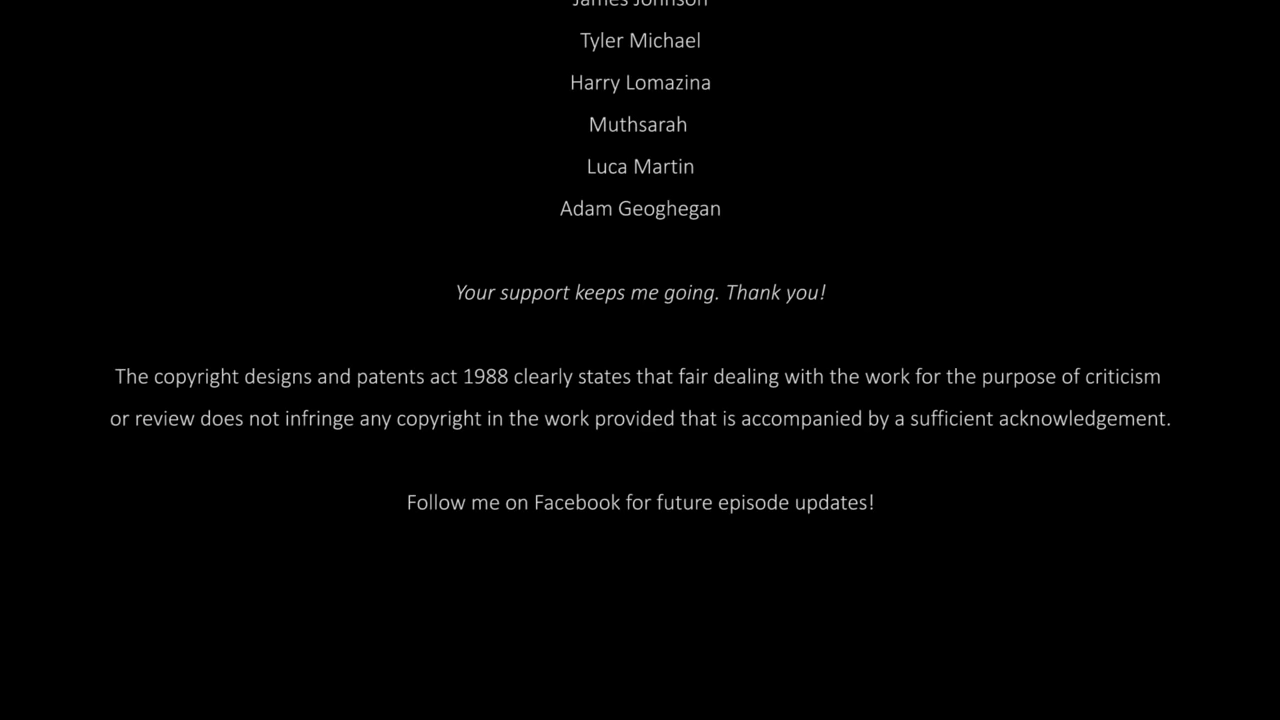 James Johnson
Tyler Michael
Harry Lomazina
Muthsarah
Luca Martin
Adam Geoghegan
Your support keeps me going. Thank you!
The copyright designs and patents act 1988 clearly states that fair dealing with the work for the purpose of criticism
or review does not infringe any copyright in the work provided that is accompanied by a sufficient acknowledgement.
Follow me on Facebook for future episode updates!